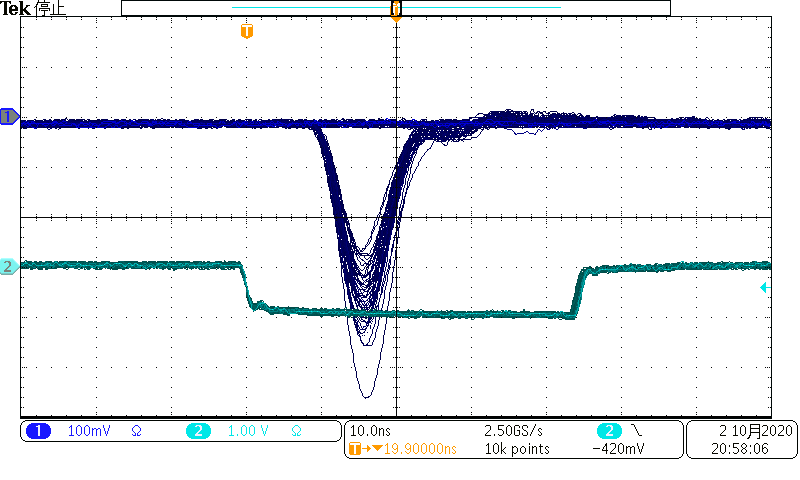 Tek 停止
T
1
2
1 100mV Ω 2 1.00 V Ω
10.0ns 2.50GS/s 2
T→▼19.90000ns 10k points −420mV
2 10月2020
20:58:06